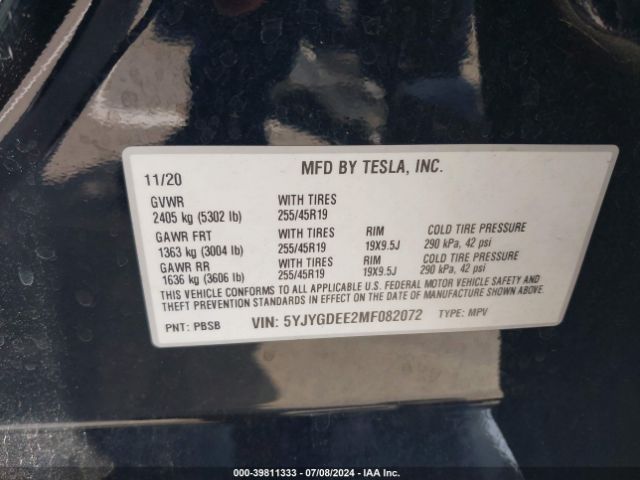 MFD BY TESLA, INC.
11/20
GVWR WITH TIRES
2405 kg (5302 lb) 255/45R19
GAWR FRT WITH TIRES RIM COLD TIRE PRESSURE
1363 kg (3004 lb) 255/45R19 19X9.5J 290 kPa, 42 psi
GAWR RR WITH TIRES RIM COLD TIRE PRESSURE
1636 kg (3606 lb) 255/45R19 19X9.5J 290 kPa, 42 psi
THIS VEHICLE CONFORMS TO ALL APPLICABLE U.S. FEDERAL MOTOR VEHICLE SAFETY AND
THEFT PREVENTION STANDARDS IN EFFECT ON THE DATE OF MANUFACTURE SHOWN ABOVE.
PNT: PBSB VIN: 5YJYGDEE2MF082072 TYPE: MPV
000-39811333 - 07/08/2024 - IAA Inc.